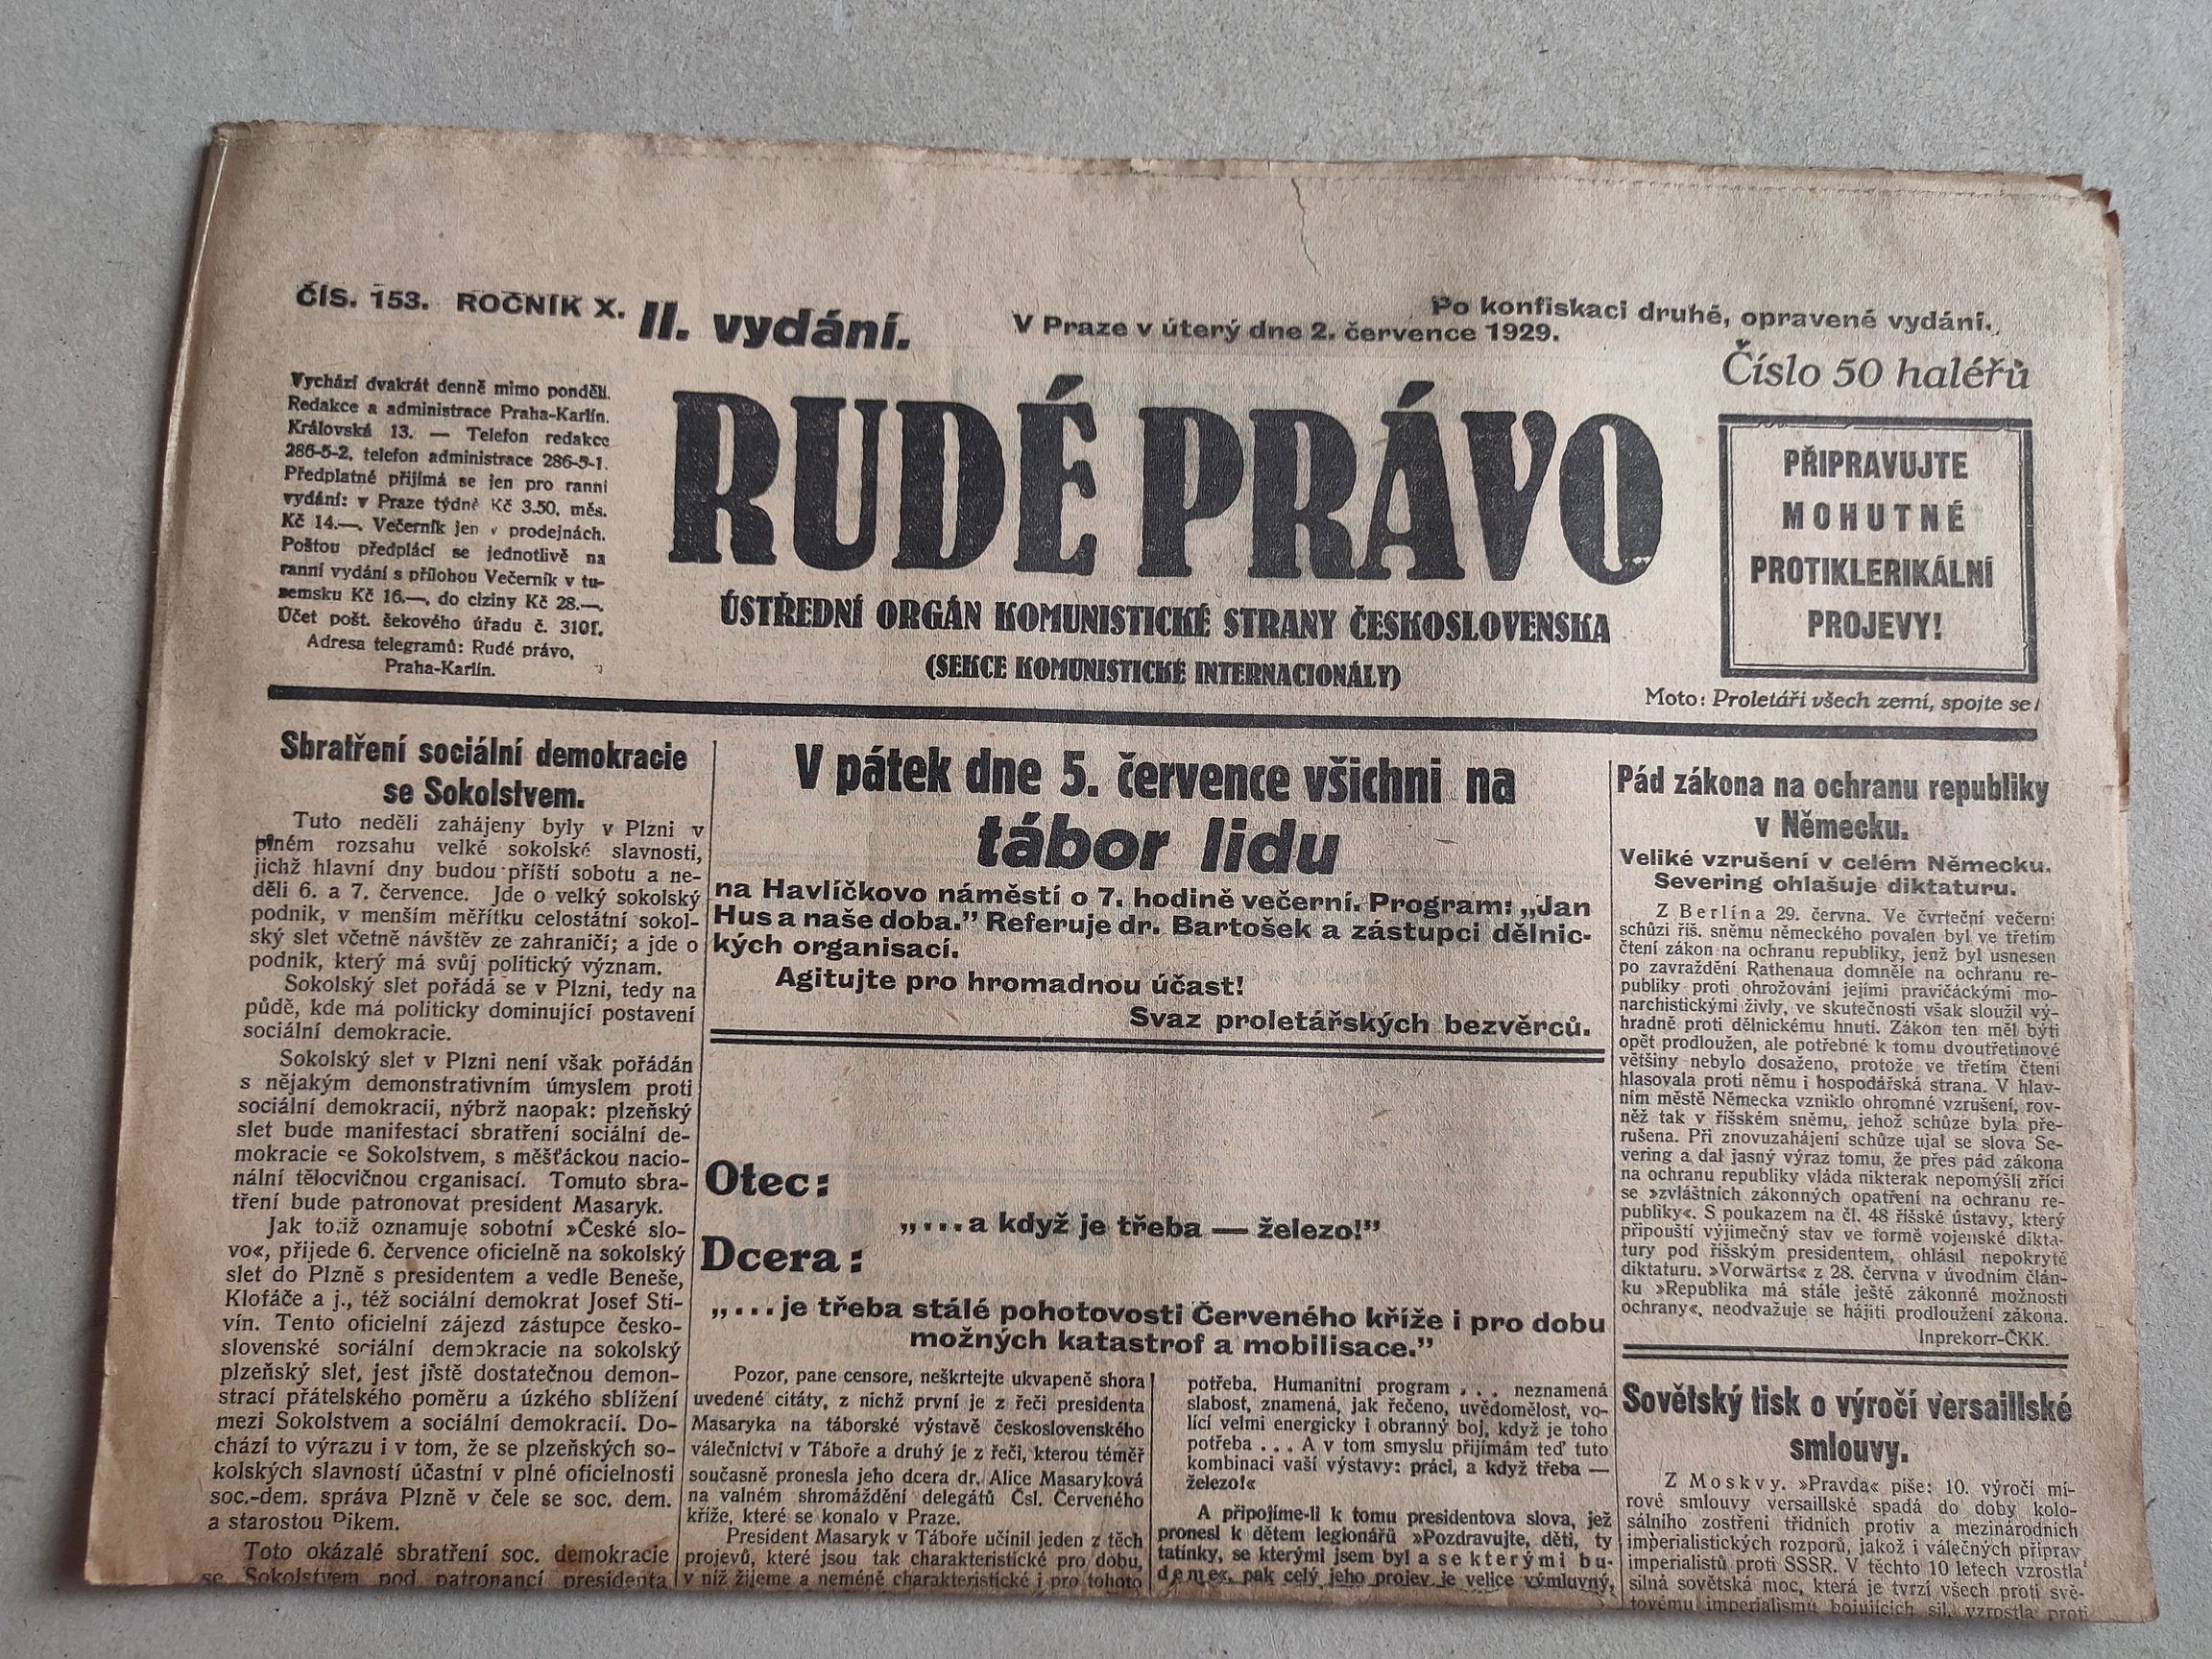 čís. 153. ROČNÍK X. II. vydání.
V Praze v úterý dne 2. července 1929.
Po konfiskaci druhé, opravené vydání.
Číslo 50 haléřů
Vychází dvakrát denně mimo pondělí.
Redakce a administrace Praha-Karlín.
Královská 13. — Telefon redakce
286-5-2, telefon administrace 286-5-1.
Předplatné přijímá se jen pro ranní
vydání: v Praze týdně Kč 3.50, měs.
Kč 14.—. Večerník jen v prodejnách.
Poštou předplácí se jednotlivě na
ranní vydání s přílohou Večerník v tu-
zemsku Kč 16.—, do ciziny Kč 28.—.
Účet pošt. šekového úřadu č. 3101.
Adresa telegramů: Rudé právo,
Praha-Karlín.
RUDÉ PRÁVO
ÚSTŘEDNÍ ORGÁN KOMUNISTICKÉ STRANY ČESKOSLOVENSKA
(SEKCE KOMUNISTICKÉ INTERNACIONÁLY)
PŘIPRAVUJTE
MOHUTNÉ
PROTIKLERIKÁLNÍ
PROJEVY!
Moto: Proletáři všech zemí, spojte se!
Sbratření sociální demokracie
se Sokolstvem.
Tuto neděli zahájeny byly v Plzni v
plném rozsahu velké sokolské slavnosti,
jichž hlavní dny budou příští sobotu a ne-
děli 6. a 7. července. Jde o velký sokolský
podnik, v menším měřítku celostátní sokol-
ský slet včetně návštěv ze zahraničí; a jde o
podnik, který má svůj politický význam.
Sokolský slet pořádá se v Plzni, tedy na
půdě, kde má politicky dominující postavení
sociální demokracie.
Sokolský slet v Plzni není však pořádán
s nějakým demonstrativním úmyslem proti
sociální demokracii, nýbrž naopak: plzeňský
slet bude manifestací sbratření sociální de-
mokracie se Sokolstvem, s měšťáckou nacio-
nální tělocvičnou crganisací. Tomuto sbra-
tření bude patronovat president Masaryk.
Jak totiž oznamuje sobotní »České slo-
vo«, přijede 6. července oficielně na sokolský
slet do Plzně s presidentem a vedle Beneše,
Klofáče a j., též sociální demokrat Josef Sti-
vín. Tento oficielní zájezd zástupce česko-
slovenské sociální demokracie na sokolský
plzeňský slet, jest jistě dostatečnou demon-
strací přátelského poměru a úzkého sblížení
mezi Sokolstvem a sociální demokracií. Do-
chází to výrazu i v tom, že se plzeňských so-
kolských slavností účastní v plné oficielnosti
soc.-dem. správa Plzně v čele se soc. dem.
a starostou Pikem.
Toto okázalé sbratření soc. demokracie
se Sokolstvem pod patronancí presidenta
V pátek dne 5. července všichni na
tábor lidu
na Havlíčkovo náměstí o 7. hodině večerní. Program: „Jan
Hus a naše doba.” Referuje dr. Bartošek a zástupci dělnic-
kých organisací.
Agitujte pro hromadnou účast!
Svaz proletářských bezvěrců.
Otec:
„...a když je třeba — železo!”
Dcera:
„...je třeba stálé pohotovosti Červeného kříže i pro dobu
možných katastrof a mobilisace.”
Pozor, pane censore, neškrtejte ukvapeně shora
uvedené citáty, z nichž první je z řeči presidenta
Masaryka na táborské výstavě československého
válečnictví v Táboře a druhý je z řeči, kterou téměř
současně pronesla jeho dcera dr. Alice Masaryková
na valném shromáždění delegátů Čsl. Červeného
kříže, které se konalo v Praze.
President Masaryk v Táboře učinil jeden z těch
projevů, které jsou tak charakteristické pro dobu,
v níž žijeme a neméně charakteristické i pro tohoto
potřeba. Humanitní program ... neznamená
slabost, znamená, jak řečeno, uvědomělost, vo-
lící velmi energicky i obranný boj, když je toho
potřeba ... A v tom smyslu přijímám teď tuto
kombinaci vaší výstavy: práci, a když třeba —
železo!«
A připojíme-li k tomu presidentova slova, jež
pronesl k dětem legionářů »Pozdravujte, děti, ty
tatínky, se kterými jsem byl a se kterými bu-
deme«, pak celý jeho projev je velice výmluvný,
Pád zákona na ochranu republiky
v Německu.
Veliké vzrušení v celém Německu.
Severing ohlašuje diktaturu.
Z Berlína 29. června. Ve čtvrteční večerní
schůzi říš. sněmu německého povalen byl ve třetím
čtení zákon na ochranu republiky, jenž byl usnesen
po zavraždění Rathenaua domněle na ochranu re-
publiky proti ohrožování jejími pravičáckými mo-
narchistickými živly, ve skutečnosti však sloužil vý-
hradně proti dělnickému hnutí. Zákon ten měl býti
opět prodloužen, ale potřebné k tomu dvoutřetinové
většiny nebylo dosaženo, protože ve třetím čtení
hlasovala proti němu i hospodářská strana. V hlav-
ním městě Německa vzniklo ohromné vzrušení, rov-
něž tak v říšském sněmu, jehož schůze byla pře-
rušena. Při znovuzahájení schůze ujal se slova Se-
vering a dal jasný výraz tomu, že přes pád zákona
na ochranu republiky vláda nikterak nepomýšlí zříci
se »zvláštních zákonných opatření na ochranu re-
publiky«. S poukazem na čl. 48 říšské ústavy, který
připouští výjimečný stav ve formě vojenské dikta-
tury pod říšským presidentem, ohlásil nepokrytě
diktaturu. »Vorwärts« z 28. června v úvodním člán-
ku »Republika má stále ještě zákonné možnosti
ochrany«, neodvažuje se hájiti prodloužení zákona.
Inprekorr-ČKK.
Sovětský tisk o výročí versaillské
smlouvy.
Z Moskvy. »Pravda« píše: 10. výročí mí-
rové smlouvy versaillské spadá do doby kolo-
sálního zostření třídních protiv a mezinárodních
imperialistických rozporů, jakož i válečných příprav
imperialistů proti SSSR. V těchto 10 letech vzrostla
silná sovětská moc, která je tvrzí všech proti svě-
tovému imperialismu bojujících sil, vzrostla proti